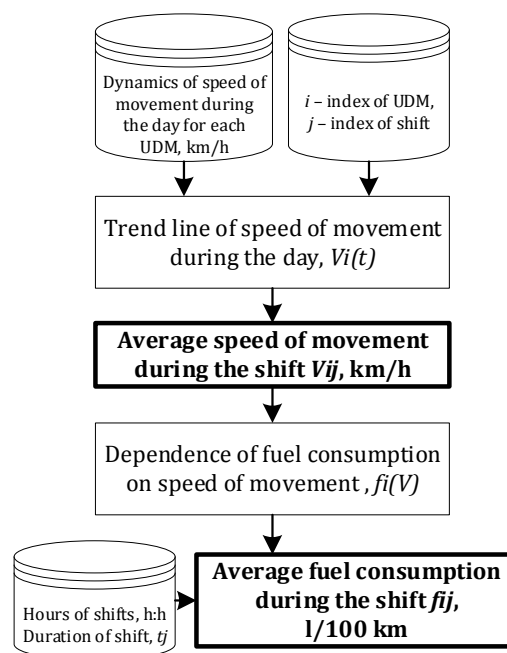 Dynamics of speed of
movement during
the day for each
UDM, km/h
i – index of UDM,
j – index of shift
Trend line of speed of movement
during the day, Vi(t)
Average speed of movement
during the shift Vij, km/h
Dependence of fuel consumption
on speed of movement , fi(V)
Hours of shifts, h:h
Duration of shift, tj
Average fuel consumption
during the shift fij,
l/100 km